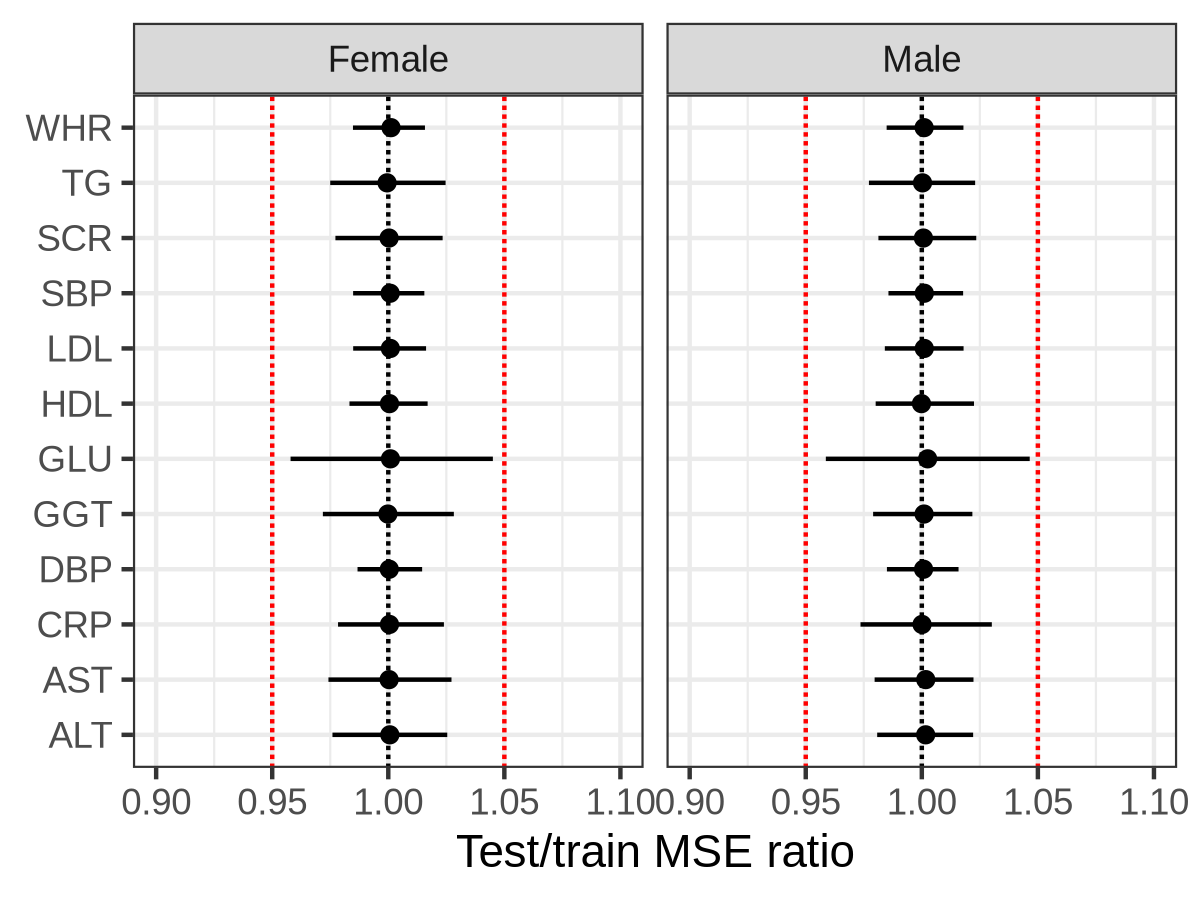 Female Male
WHR
TG
SCR
SBP
LDL
HDL
GLU
GGT
DBP
CRP
AST
ALT
0.90 0.95 1.00 1.05 1.10 0.90 0.95 1.00 1.05 1.10
Test/train MSE ratio